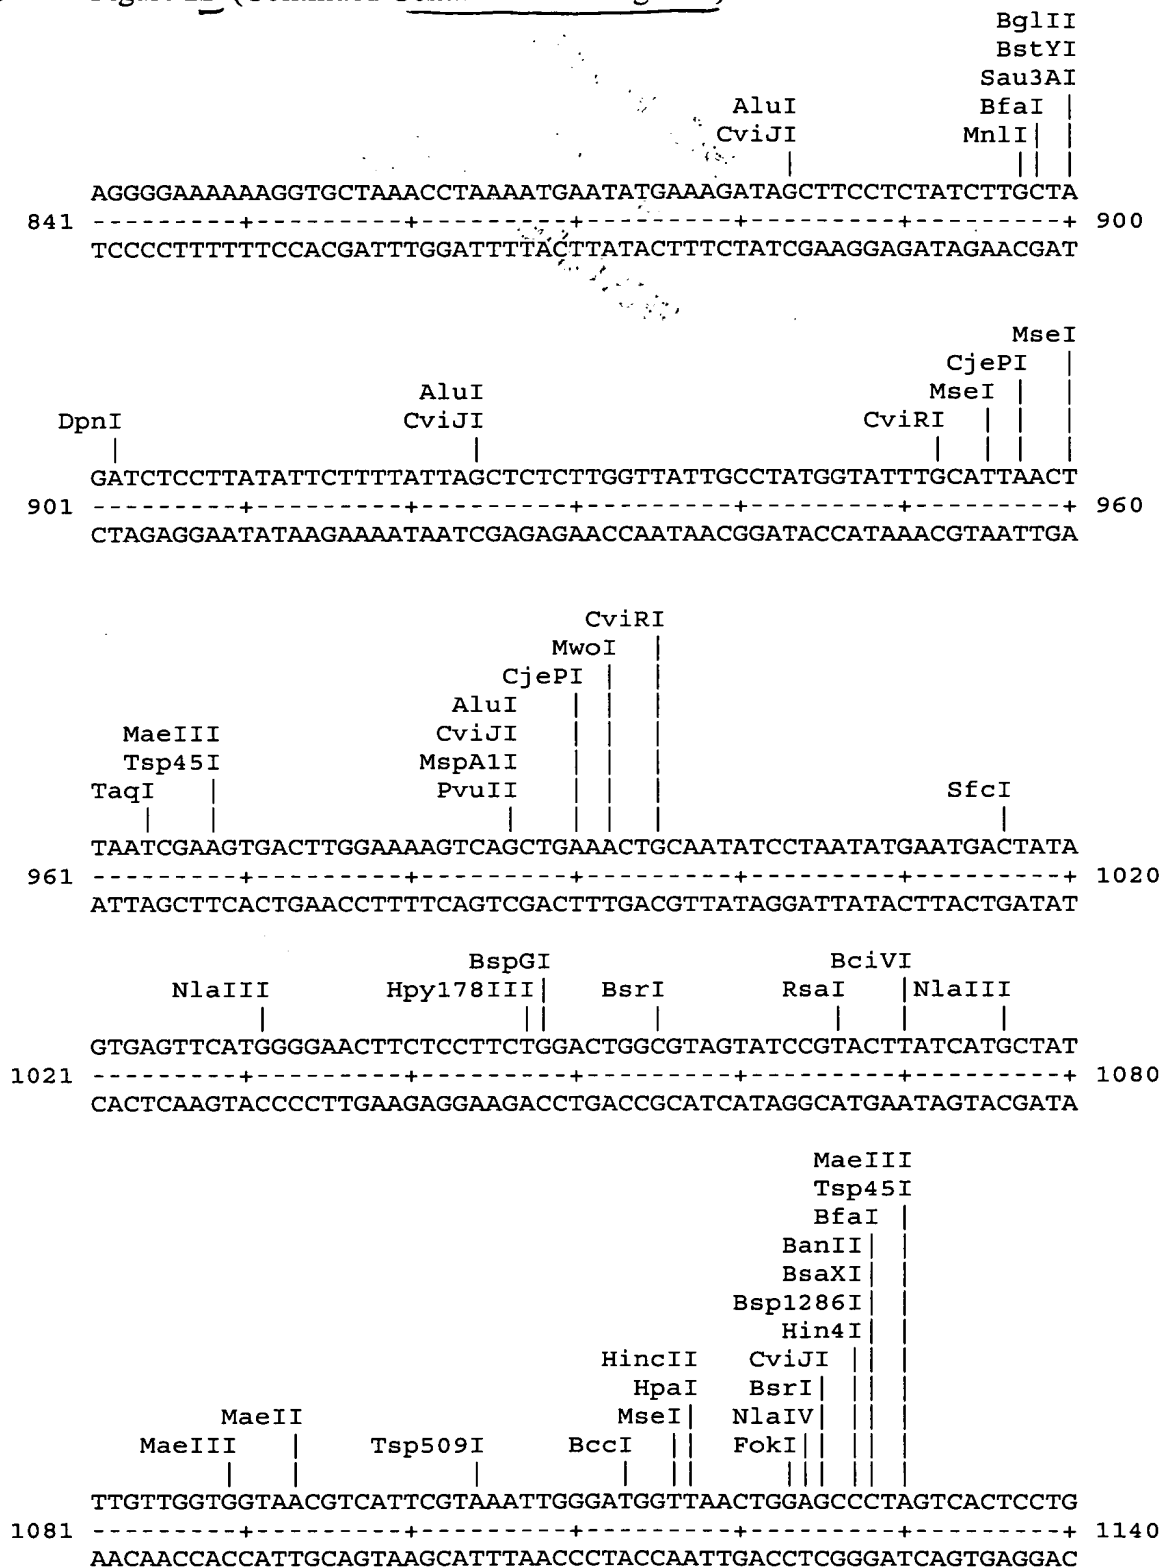 BglII
BstYI
Sau3AI
AluI BfaI |
CviJI MnlI| |
| || |
AGGGGAAAAAAGGTGCTAAACCTAAAATGAATATGAAAGATAGCTTCCTCTATCTTGCTA
841 ---------+---------+---------+---------+---------+---------+ 900
TCCCCTTTTTTCCACGATTTGGATTTTACTTATACTTTCTATCGAAGGAGATAGAACGAT
MseI
CjePI |
AluI MseI | |
DpnI CviJI CviRI | | |
| | | | | |
GATCTCCTTATATTCTTTTATTAGCTCTCTTGGTTATTGCCTATGGTATTTGCATTAACT
901 ---------+---------+---------+---------+---------+---------+ 960
CTAGAGGAATATAAGAAAATAATCGAGAGAACCAATAACGGATACCATAAACGTAATTGA
CviRI
MwoI |
CjePI | |
AluI | | |
MaeIII CviJI | | |
Tsp45I MspA1I | | |
TaqI | PvuII | | | SfcI
| | | | | | |
TAATCGAAGTGACTTGGAAAAGTCAGCTGAAACTGCAATATCCTAATATGAATGACTATA
961 ---------+---------+---------+---------+---------+---------+ 1020
ATTAGCTTCACTGAACCTTTTCAGTCGACTTTGACGTTATAGGATTATACTTACTGATAT
BspGI BciVI
NlaIII Hpy178III| BsrI RsaI |NlaIII
| || | | | |
GTGAGTTCATGGGGAACTTCTCCTTCTGGACTGGCGTAGTATCCGTACTTATCATGCTAT
1021 ---------+---------+---------+---------+---------+---------+ 1080
CACTCAAGTACCCCTTGAAGAGGAAGACCTGACCGCATCATAGGCATGAATAGTACGATA
MaeIII
Tsp45I
BfaI |
BanII| |
BsaXI| |
Bsp1286I| |
Hin4I| |
HincII CviJI || |
HpaI BsrI| || |
MaeII MseI| NlaIV| || |
MaeIII | Tsp509I BccI || FokI|| || |
| | | | || ||| || |
TTGTTGGTGGTAACGTCATTCGTAAATTGGGATGGTTAACTGGAGCCCTAGTCACTCCTG
1081 ---------+---------+---------+---------+---------+---------+ 1140
AACAACCACCATTGCAGTAAGCATTTAACCCTACCAATTGACCTCGGGATCAGTGAGGAC